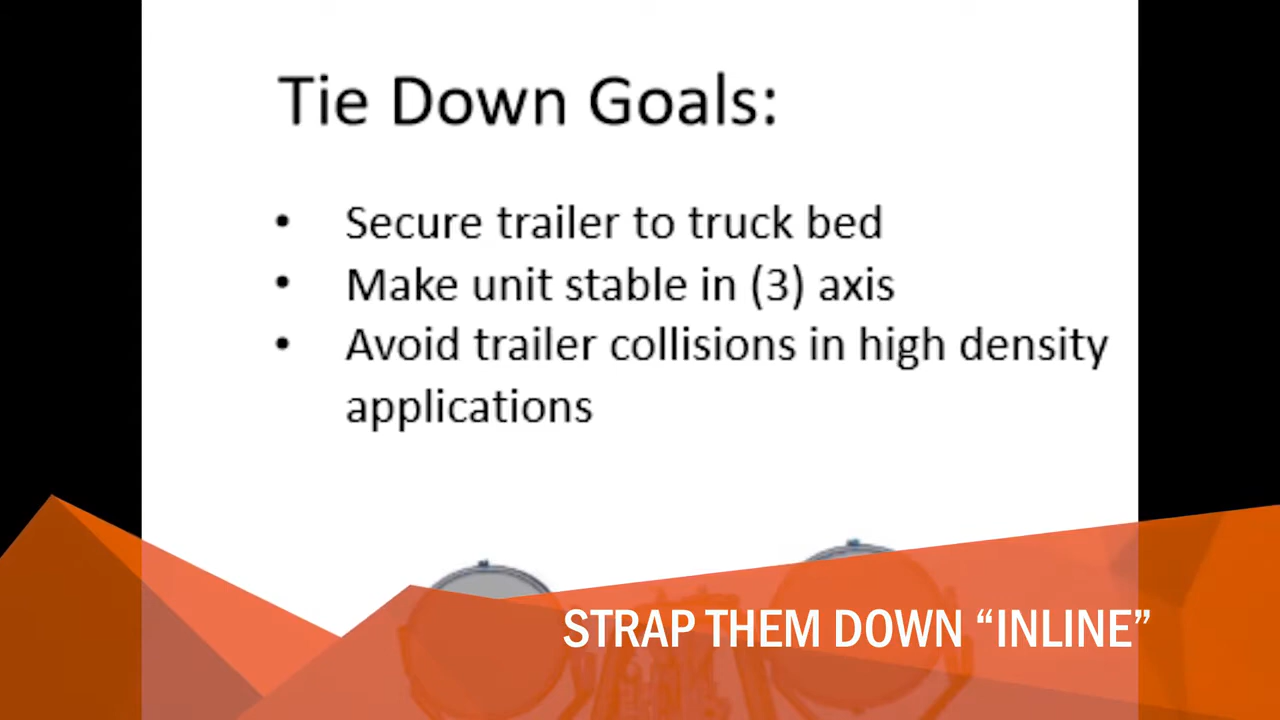 Tie Down Goals:
• Secure trailer to truck bed
• Make unit stable in (3) axis
• Avoid trailer collisions in high density
applications
STRAP THEM DOWN “INLINE”